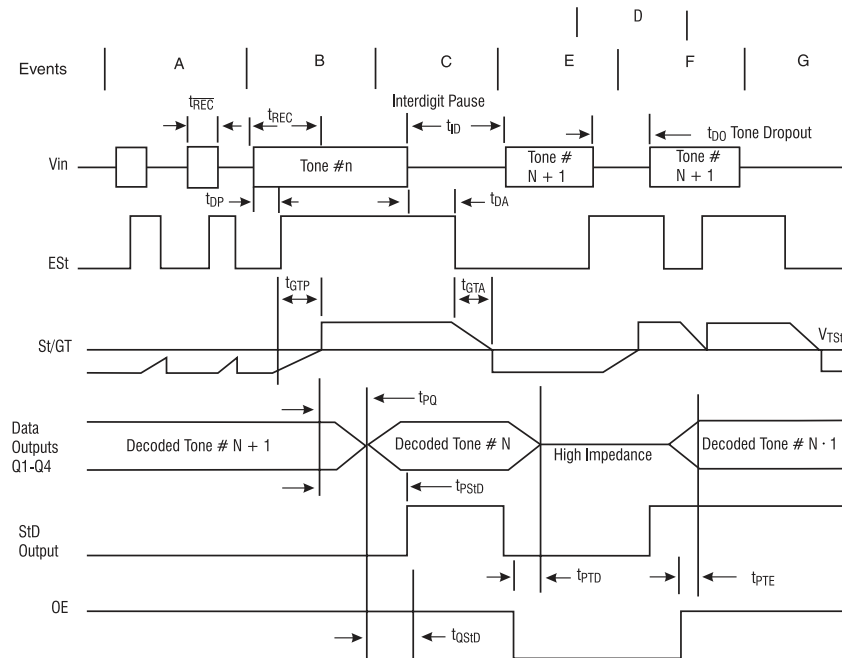 D
Events
A
B
C
E
F
G
tREC
tREC
Interdigit Pause
tID
tDO Tone Dropout
Vin
Tone #n
Tone #
N + 1
Tone #
N + 1
tDP
tDA
ESt
tGTP
tGTA
St/GT
VTSt
tPQ
Data
Outputs
Q1-Q4
Decoded Tone # N + 1
Decoded Tone # N
High Impedance
Decoded Tone # N · 1
tPStD
StD
Output
tPTD
tPTE
OE
tQStD